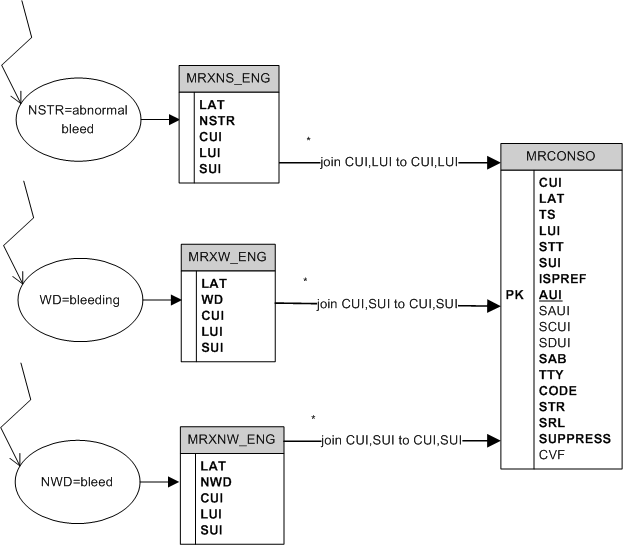 NSTR=abnormal
bleed
MRXNS_ENG
LAT
NSTR
CUI
LUI
SUI
*
join CUI,LUI to CUI,LUI
WD=bleeding
MRXW_ENG
LAT
WD
CUI
LUI
SUI
*
join CUI,SUI to CUI,SUI
NWD=bleed
MRXNW_ENG
LAT
NWD
CUI
LUI
SUI
*
join CUI,SUI to CUI,SUI
MRCONSO
CUI
LAT
TS
LUI
STT
SUI
ISPREF
PK AUI
SAUI
SCUI
SDUI
SAB
TTY
CODE
STR
SRL
SUPPRESS
CVF